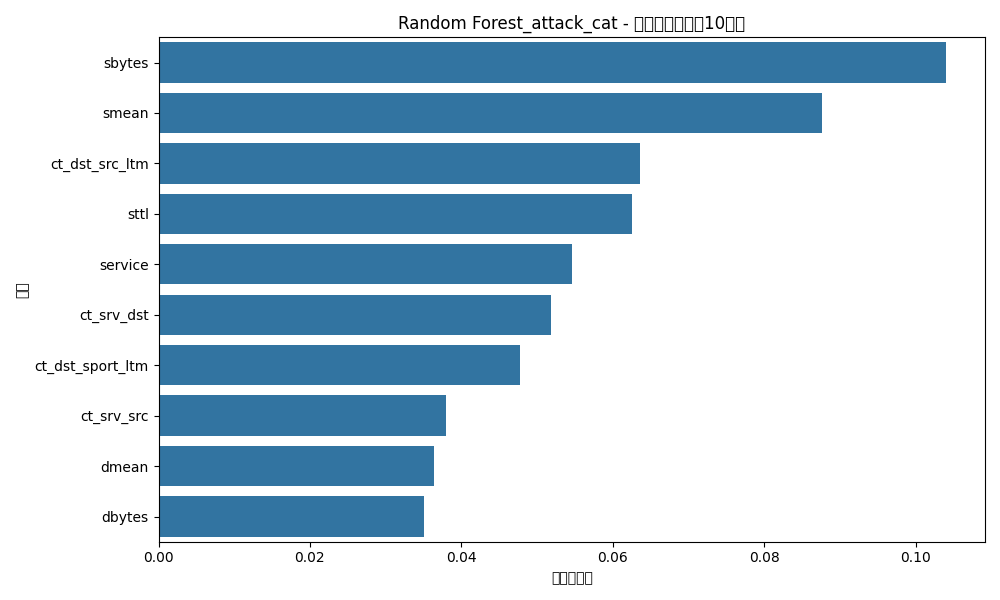 Random Forest_attack_cat - 10
sbytes
smean
ct_dst_src_ltm
sttl
service
ct_srv_dst
ct_dst_sport_ltm
ct_srv_src
dmean
dbytes
0.00 0.02 0.04 0.06 0.08 0.10